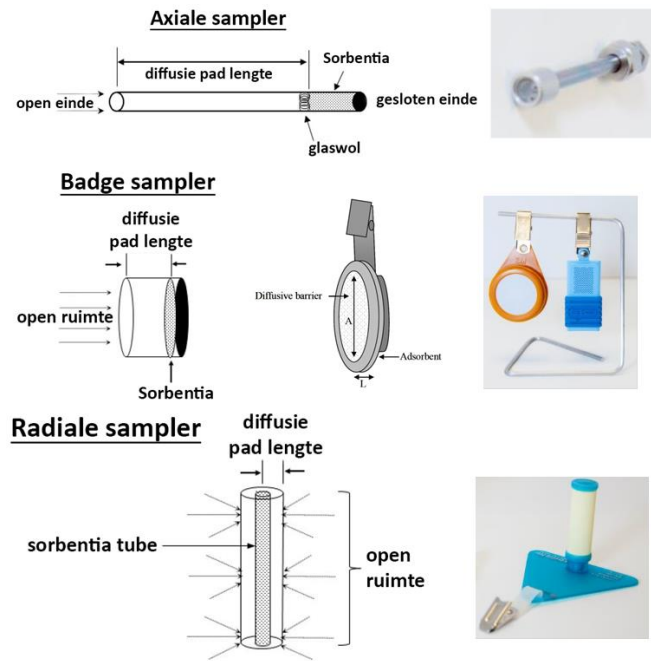 Axiale sampler
diffusie pad lengte
Sorbentia
open einde
gesloten einde
glaswol
Badge sampler
diffusie
pad lengte
open ruimte
Sorbentia
Diffusive barrier
A
Adsorbent
L
Radiale sampler
diffusie
pad lengte
sorbentia tube
open
ruimte